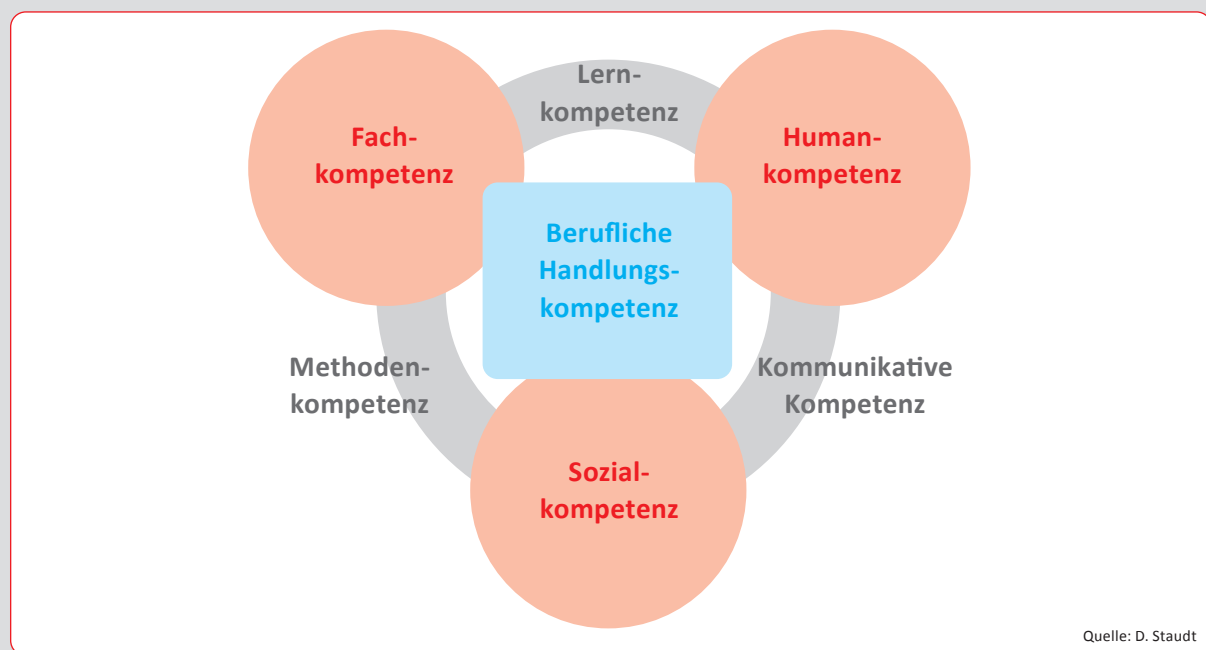 Lern-
kompetenz
Fach-
kompetenz
Human-
kompetenz
Berufliche
Handlungs-
kompetenz
Methoden-
kompetenz
Kommunikative
Kompetenz
Sozial-
kompetenz
Quelle: D. Staudt